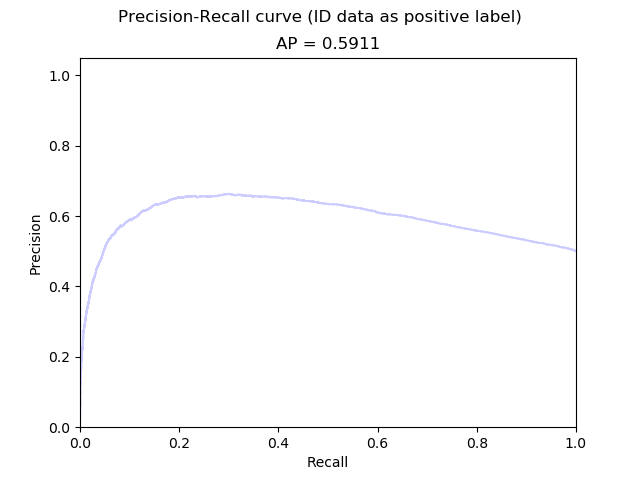 Precision-Recall curve (ID data as positive label)
AP = 0.5911
1.0
0.8
0.6
0.4
0.2
0.0
Precision
0.0 0.2 0.4 0.6 0.8 1.0
Recall